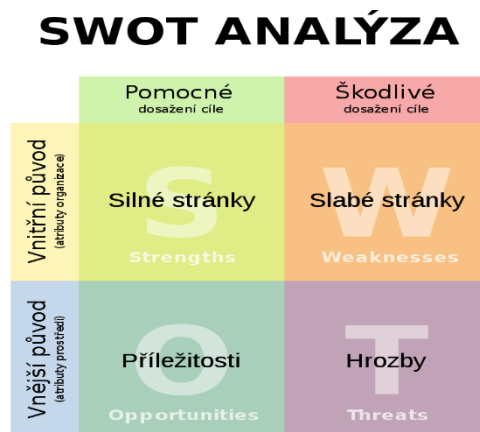 SWOT ANALÝZA
Pomocné
dosažení cíle
Škodlivé
dosažení cíle
Vnitřní původ
(atributy organizace)
S
Silné stránky
Strengths
W
Slabé stránky
Weaknesses
Vnější původ
(atributy prostředí)
O
Příležitosti
Opportunities
T
Hrozby
Threats